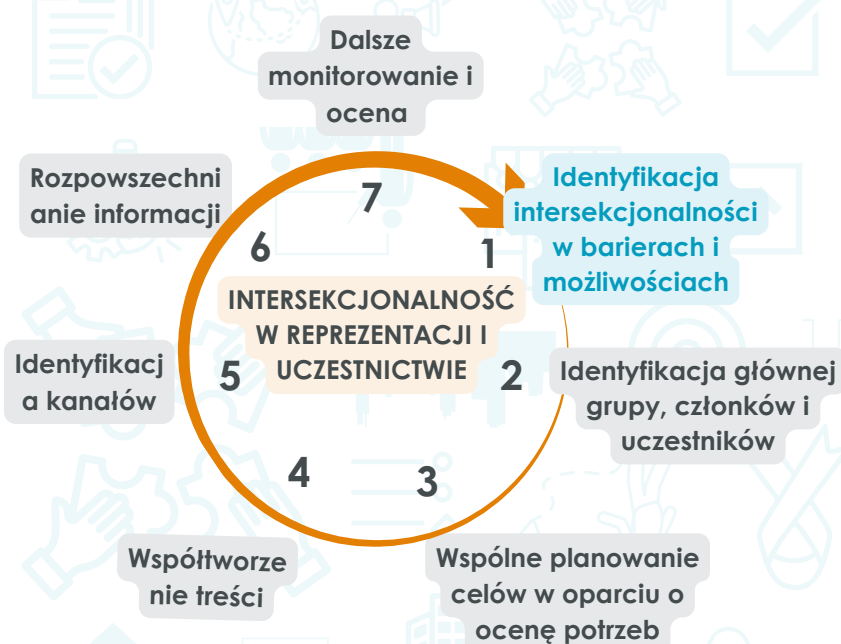 Dalsze
monitorowanie i
ocena
Rozpowszechni
anie informacji
7
Identyfikacja
intersekcjonalności
w barierach i
możliwościach
6
1
INTERSEKCJONALNOŚĆ
W REPREZENTACJI I
UCZESTNICTWIE
Identyfikacj
a kanałów
5
2
Identyfikacja głównej
grupy, członków i
uczestników
4
3
Współtworze
nie treści
Wspólne planowanie
celów w oparciu o
ocenę potrzeb